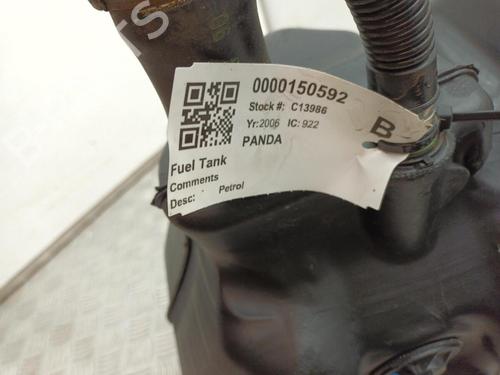 0000150592
Stock #: C13986
Yr:2006 IC: 922
PANDA
B
Fuel Tank
Comments
Desc: Petrol